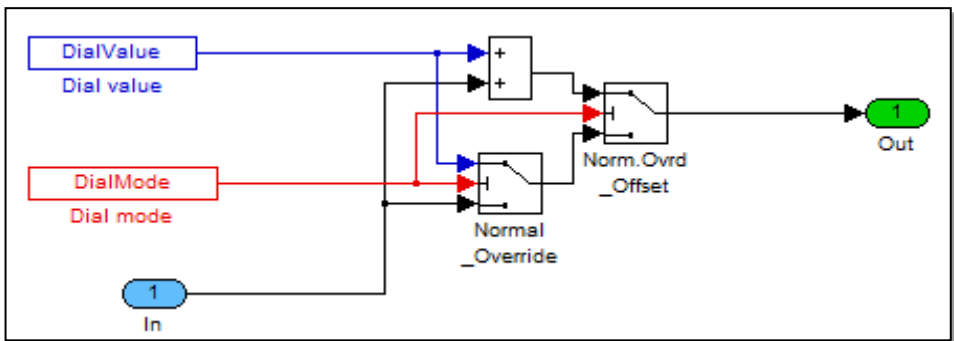 DialValue
Dial value
+
+
Norm.Ovrd
_Offset
1
Out
DialMode
Dial mode
Normal
_Override
1
In